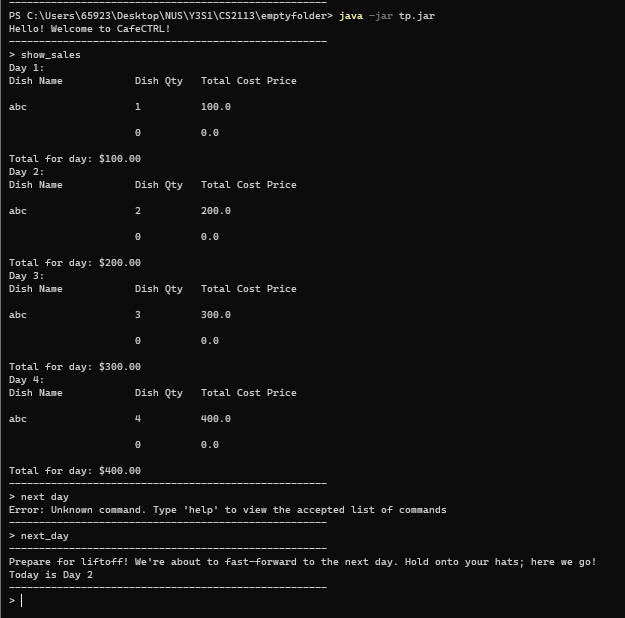 ------------------------------------------------------
PS C:\Users\65923\Desktop\NUS\Y3S1\CS2113\emptyfolder> java -jar tp.jar
Hello! Welcome to CafeCTRL!
------------------------------------------------------
> show_sales
Day 1:
Dish Name Dish Qty Total Cost Price
abc 1 100.0
0 0.0
Total for day: $100.00
Day 2:
Dish Name Dish Qty Total Cost Price
abc 2 200.0
0 0.0
Total for day: $200.00
Day 3:
Dish Name Dish Qty Total Cost Price
abc 3 300.0
0 0.0
Total for day: $300.00
Day 4:
Dish Name Dish Qty Total Cost Price
abc 4 400.0
0 0.0
Total for day: $400.00
------------------------------------------------------
> next day
Error: Unknown command. Type 'help' to view the accepted list of commands
------------------------------------------------------
> next_day
------------------------------------------------------
Prepare for liftoff! We're about to fast-forward to the next day. Hold onto your hats; here we go!
Today is Day 2
------------------------------------------------------
>